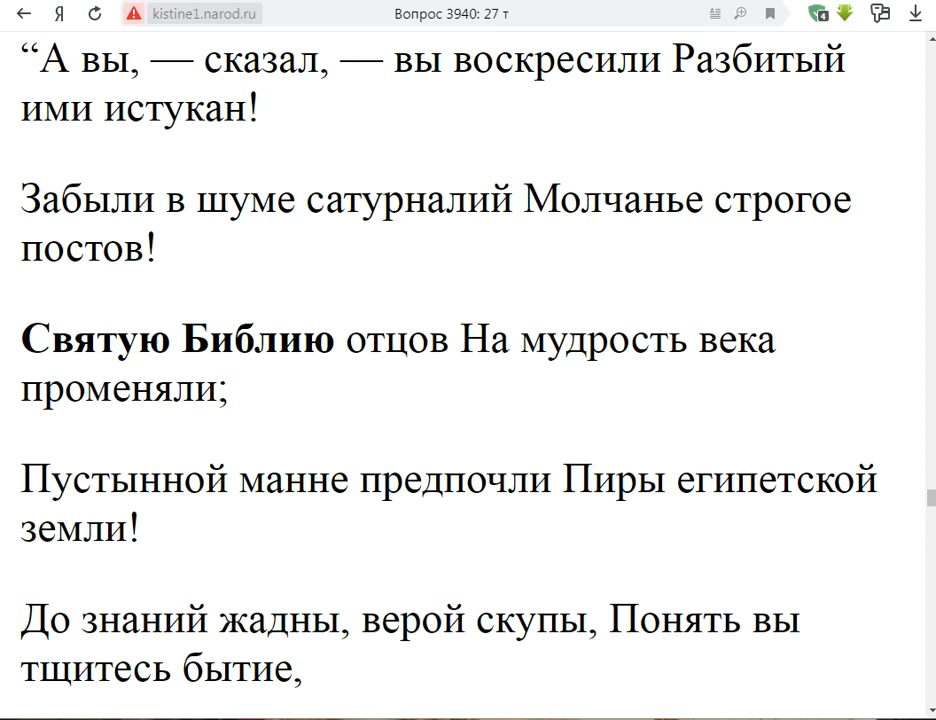 kistine1.narod.ru
Вопрос 3940: 27 т
4
“А вы, — сказал, — вы воскресили Разбитый
ими истукан!
Забыли в шуме сатурналий Молчанье строгое
постов!
Святую Библию отцов На мудрость века
променяли;
Пустынной манне предпочли Пиры египетской
земли!
До знаний жадны, верой скупы, Понять вы
тщитесь бытие,